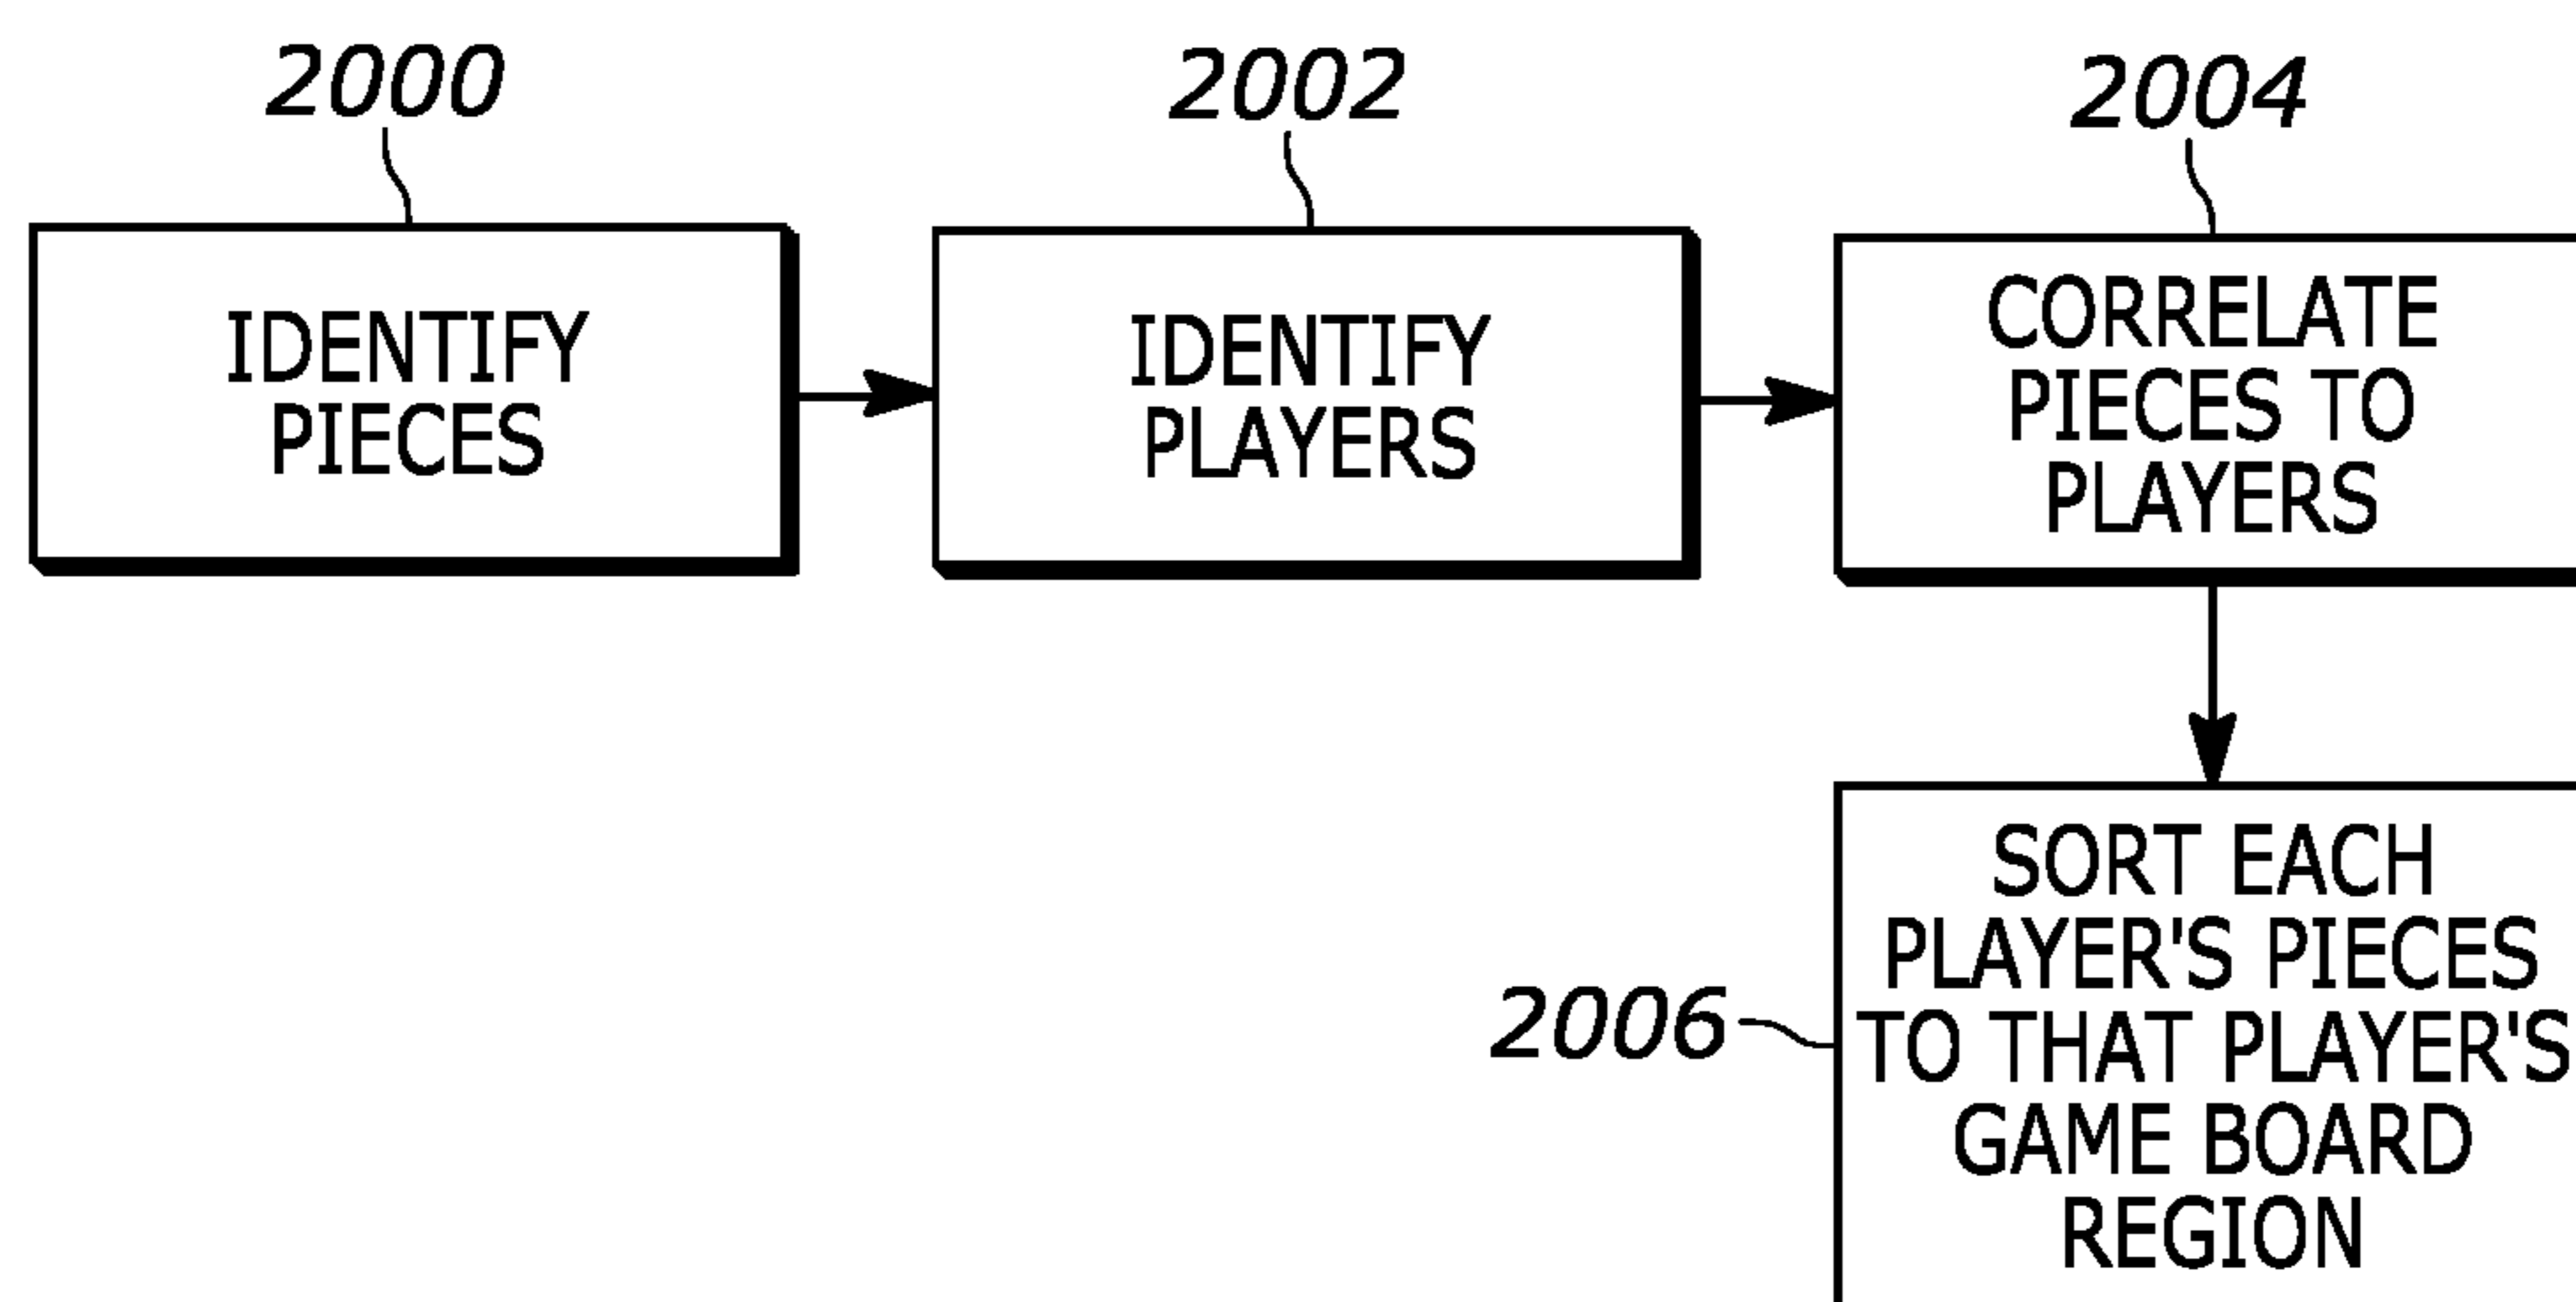 2000
IDENTIFY
PIECES
2002
IDENTIFY
PLAYERS
2004
CORRELATE
PIECES TO
PLAYERS
2006
SORT EACH
PLAYER'S PIECES
TO THAT PLAYER'S
GAME BOARD
REGION